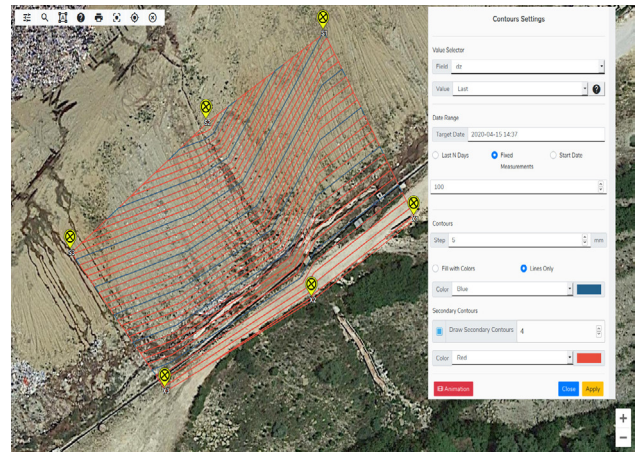 Contours Settings
Value Selector
Field dz
Value Last
Date Range
Target Date 2020-04-15 14:37
Last N Days Fixed Measurements Start Date
100
Contours
Step 5 mm
Fill with Colors Lines Only
Color Blue
Secondary Contours
Draw Secondary Contours 4
Color Red
Animation Close Apply
X2
+
−